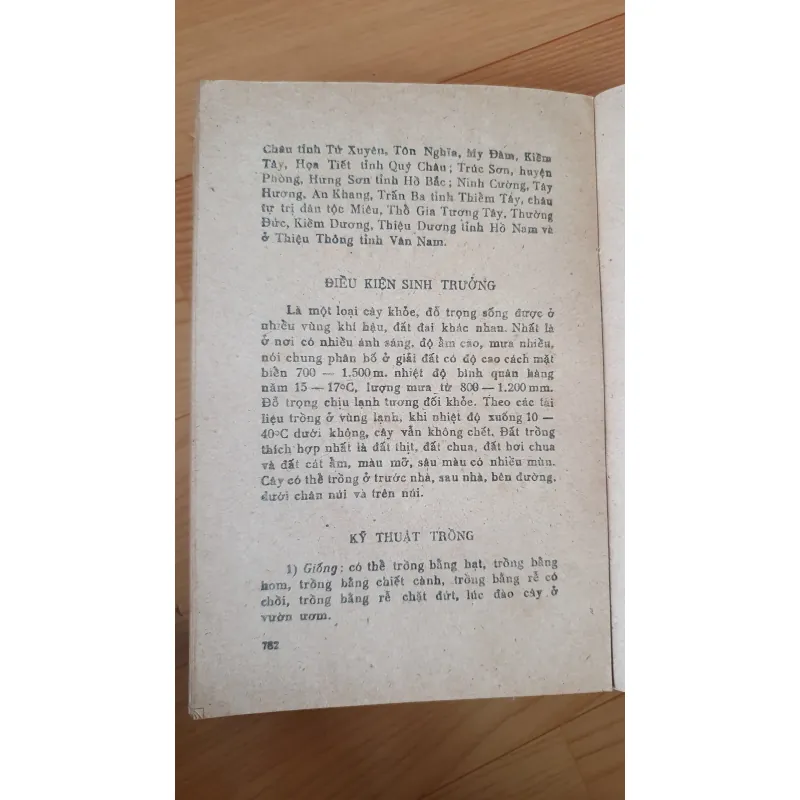 Châu tỉnh Tứ Xuyên, Tôn Nghĩa, My Đàm, Kiềm
Tây, Họa Tiết tỉnh Quý Châu; Trúc Sơn, huyện
Phòng, Hưng Sơn tỉnh Hồ Bắc; Ninh Cường, Tây
Hương, An Khang, Trấn Ba tỉnh Thiểm Tây, châu
tự trị dân tộc Miêu, Thổ Gia Tương Tây, Thường
Đức, Kiềm Dương, Thiệu Dương tỉnh Hồ Nam và
ở Thiệu Thông tỉnh Vân Nam.
ĐIỀU KIỆN SINH TRƯỞNG
Là một loại cây khỏe, đỗ trọng sống được ở
nhiều vùng khí hậu, đất đai khác nhau. Nhất là
ở nơi có nhiều ánh sáng, độ ẩm cao, mưa nhiều,
nói chung phân bố ở giải đất có độ cao cách mặt
biển 700 — 1.500m. nhiệt độ bình quân hàng
năm 15 — 17ºC, lượng mưa từ 800 — 1.200 mm.
Đỗ trọng chịu lạnh tương đối khỏe. Theo các tài
liệu trồng ở vùng lạnh, khi nhiệt độ xuống 10 —
40ºC dưới không, cây vẫn không chết. Đất trồng
thích hợp nhất là đất thịt, đất chua, đất hơi chua
và đất cát ẩm, màu mỡ, sâu màu có nhiều mùn.
Cây có thể trồng ở trước nhà, sau nhà, bên đường,
dưới chân núi và trên núi.
KỸ THUẬT TRỒNG
1) Giống: có thể trồng bằng hạt, trồng bằng
hom, trồng bằng chiết cành, trồng bằng rễ có
chồi, trồng bằng rễ chặt đứt, lúc đào cây ở
vườn ươm.
782